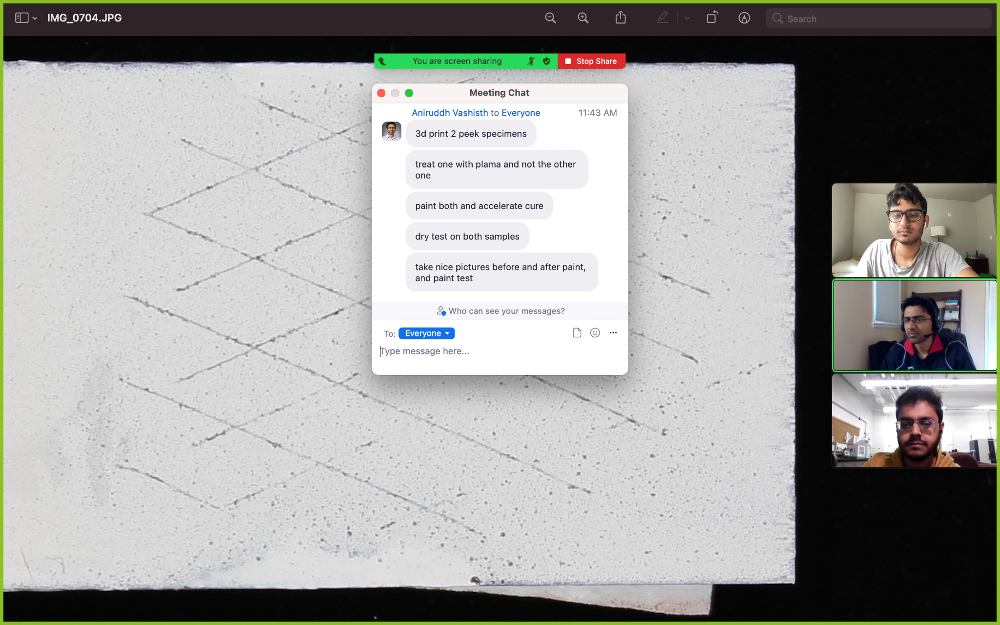 IMG_0704.JPG
Search
You are screen sharing
Stop Share
Meeting Chat
Aniruddh Vashisth to Everyone
11:43 AM
3d print 2 peek specimens
treat one with plama and not the other
one
paint both and accelerate cure
dry test on both samples
take nice pictures before and after paint,
and paint test
Who can see your messages?
To: Everyone
Type message here...